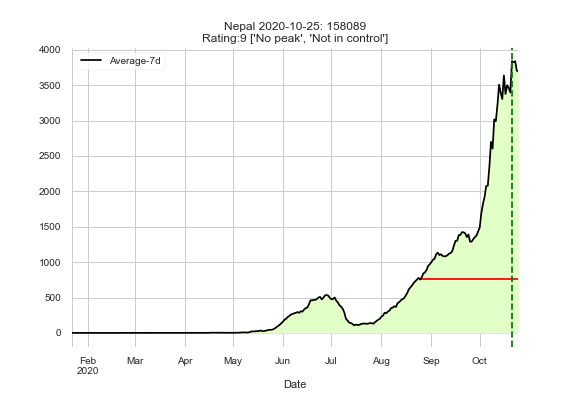 Nepal 2020-10-25: 158089
Rating:9 ['No peak', 'Not in control']
Average-7d
4000
3500
3000
2500
2000
1500
1000
500
0
Feb Mar Apr May Jun Jul Aug Sep Oct
2020
Date